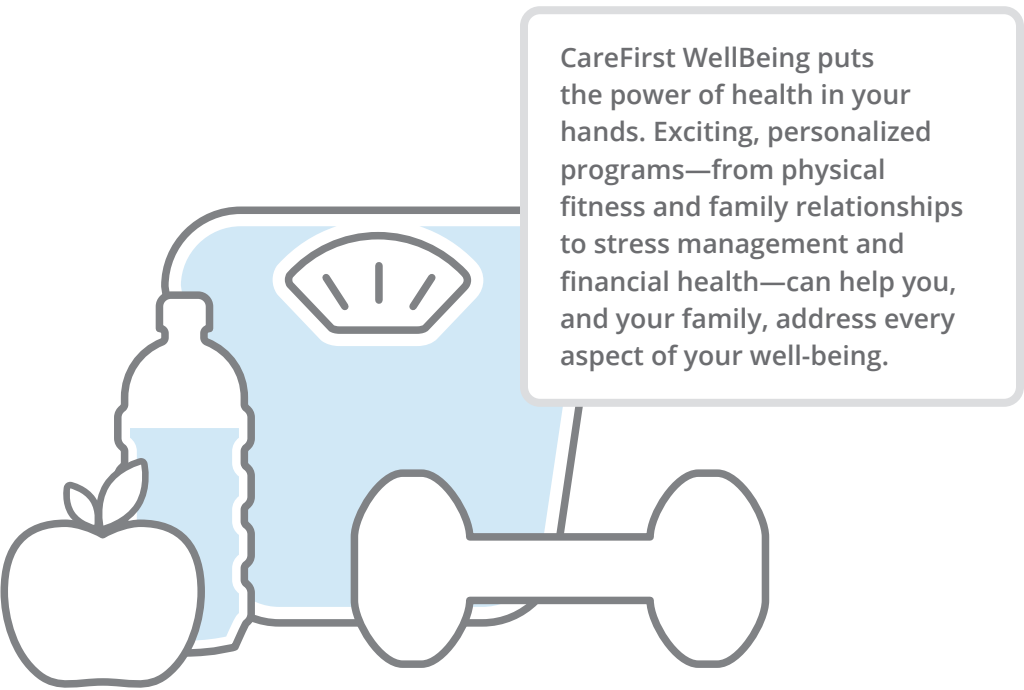 CareFirst WellBeing puts
the power of health in your
hands. Exciting, personalized
programs—from physical
fitness and family relationships
to stress management and
financial health—can help you,
and your family, address every
aspect of your well-being.